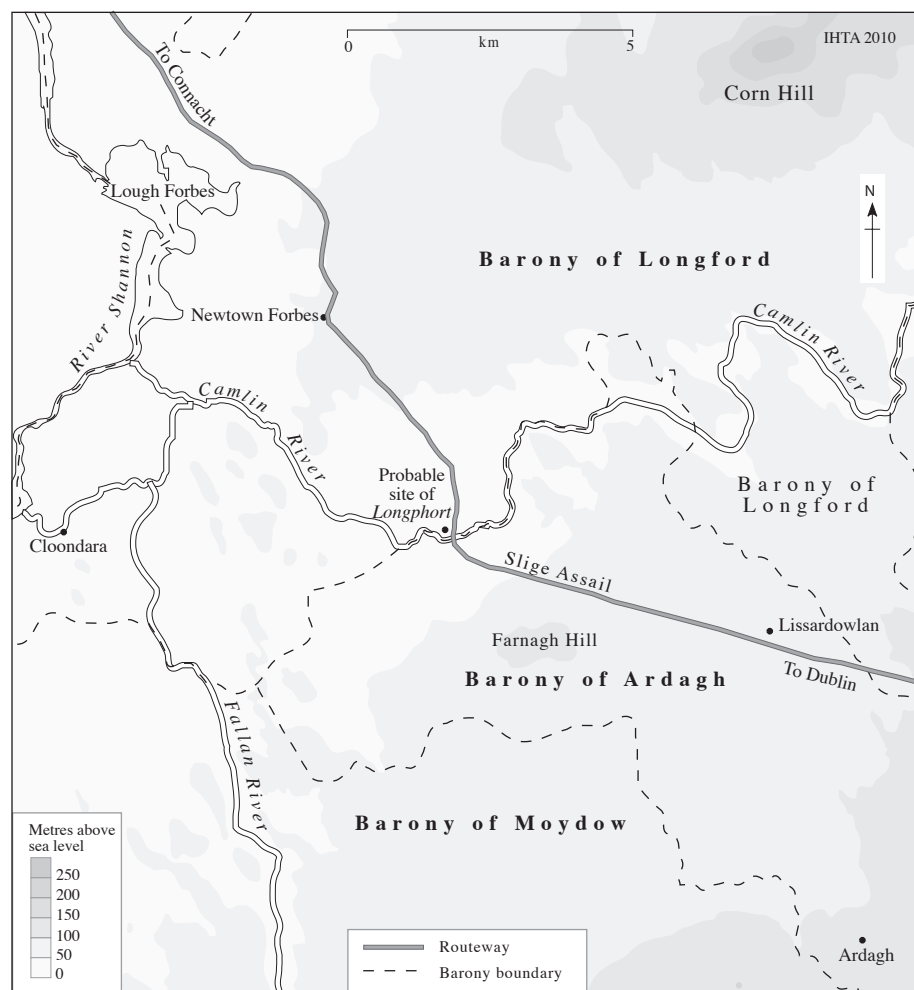 0
km
5
IHTA 2010
To Connacht
Corn Hill
Lough Forbes
N
River Shannon
Barony of Longford
Newtown Forbes
Camlin River
Camlin
River
Probable
site of
Longphort
Barony of
Longford
Cloondara
Slige Assail
Lissardowlan
Farnagh Hill
Barony of Ardagh
To Dublin
Fallan River
Barony of Moydow
Metres above
sea level
250
200
150
100
50
0
Routeway
Barony boundary
Ardagh